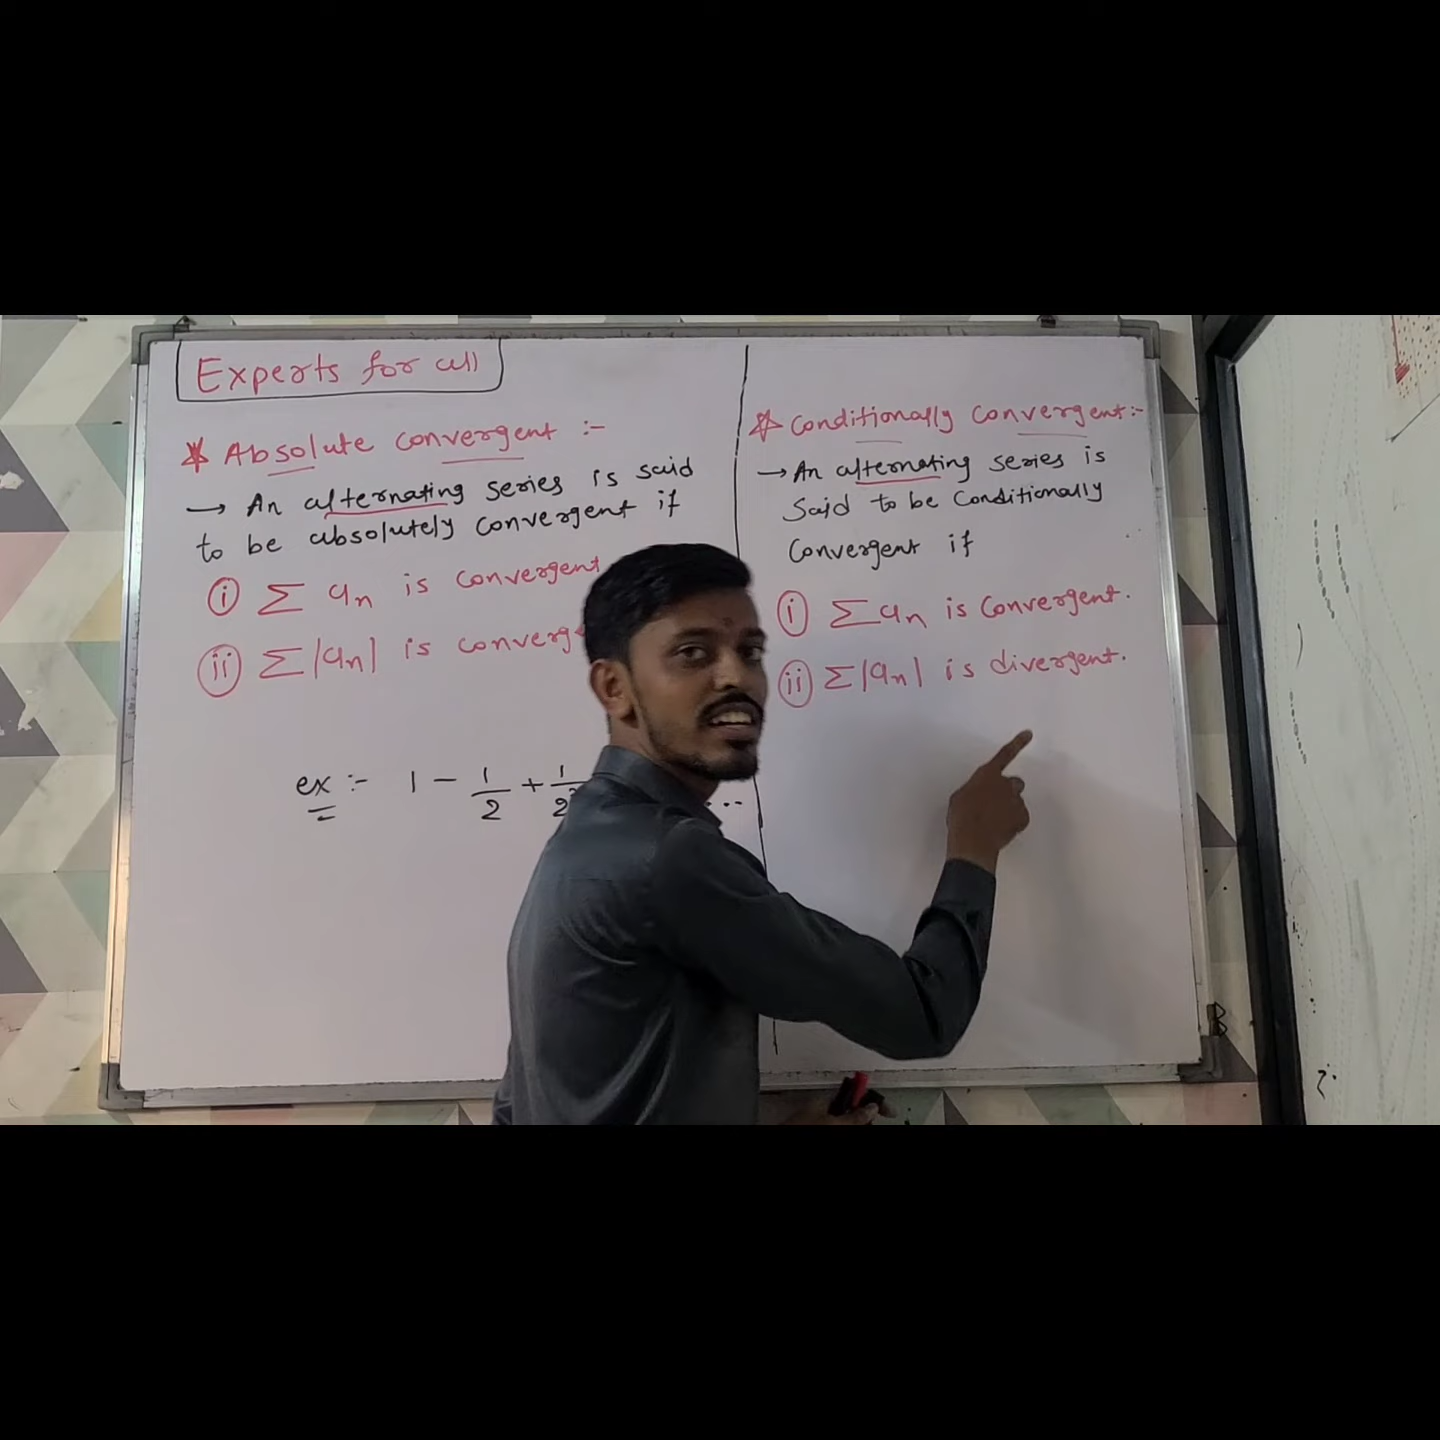 Experts for all
Absolute convergent :-
→ An alternating series is said
to be absolutely convergent if
(i) Σ an is convergent
(ii) Σ|an| is
ex :- 1 - 1/2 + 1/2 ...
Conditionally Convergent:-
→ An alternating series is
Said to be Conditionally
Convergent if
(i) Σan is Convergent.
(ii) Σ|an| is divergent.
B